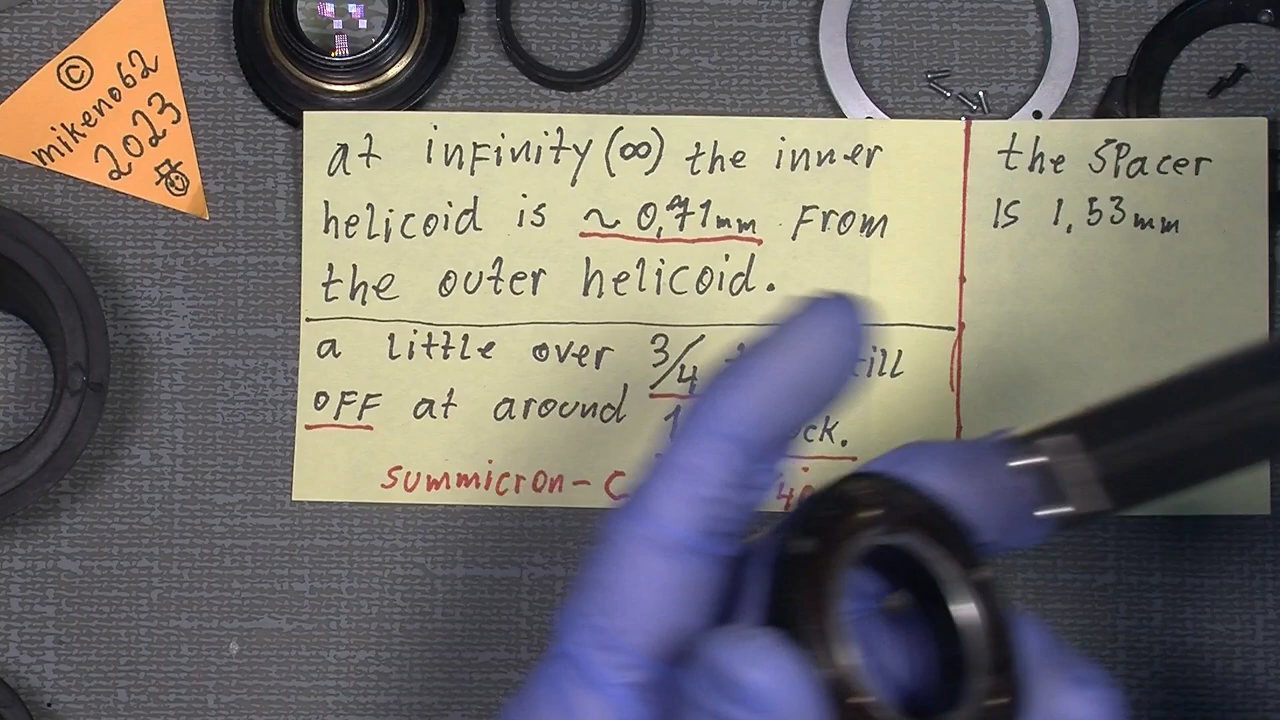 © mikeno62
2023
at infinity (∞) the inner
helicoid is ~ 0,71mm From
the outer helicoid.
a little over 3/4
OFF at around
summicron-C
the SPacer
IS 1,53mm